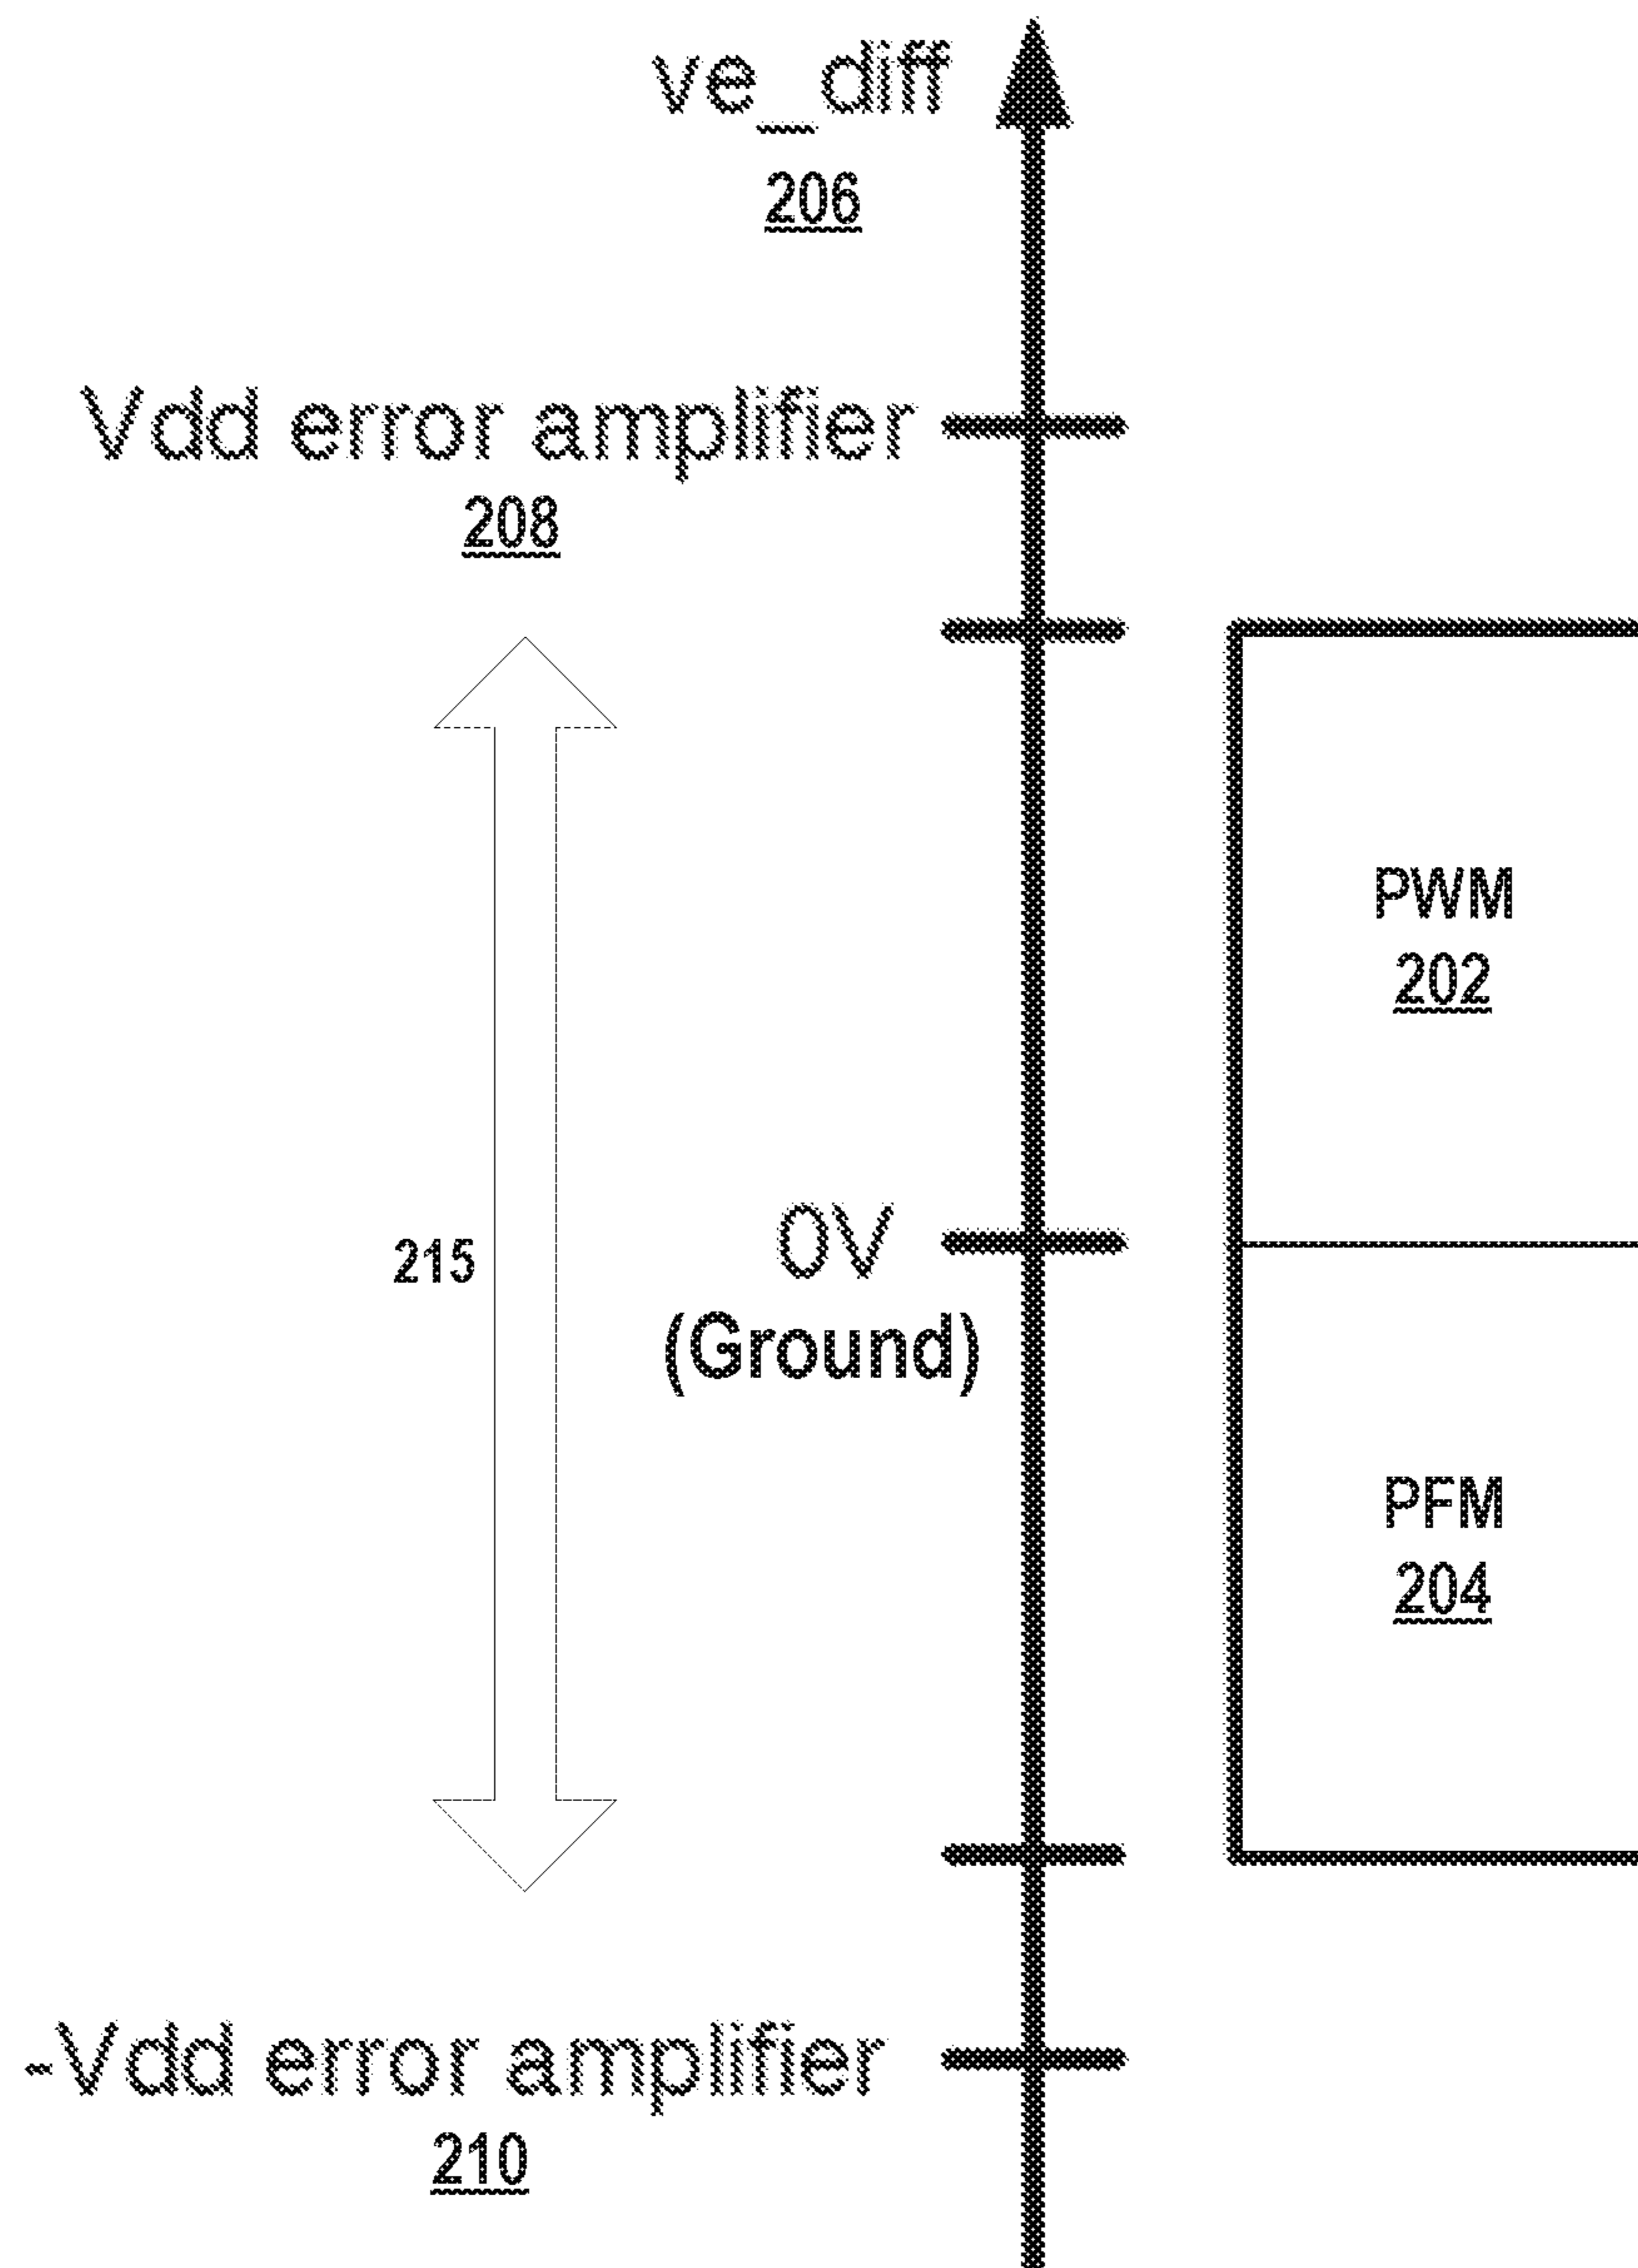 ve_diff
206
Vdd error amplifier
208
PWM
202
215
0V
(Ground)
PFM
204
-Vdd error amplifier
210